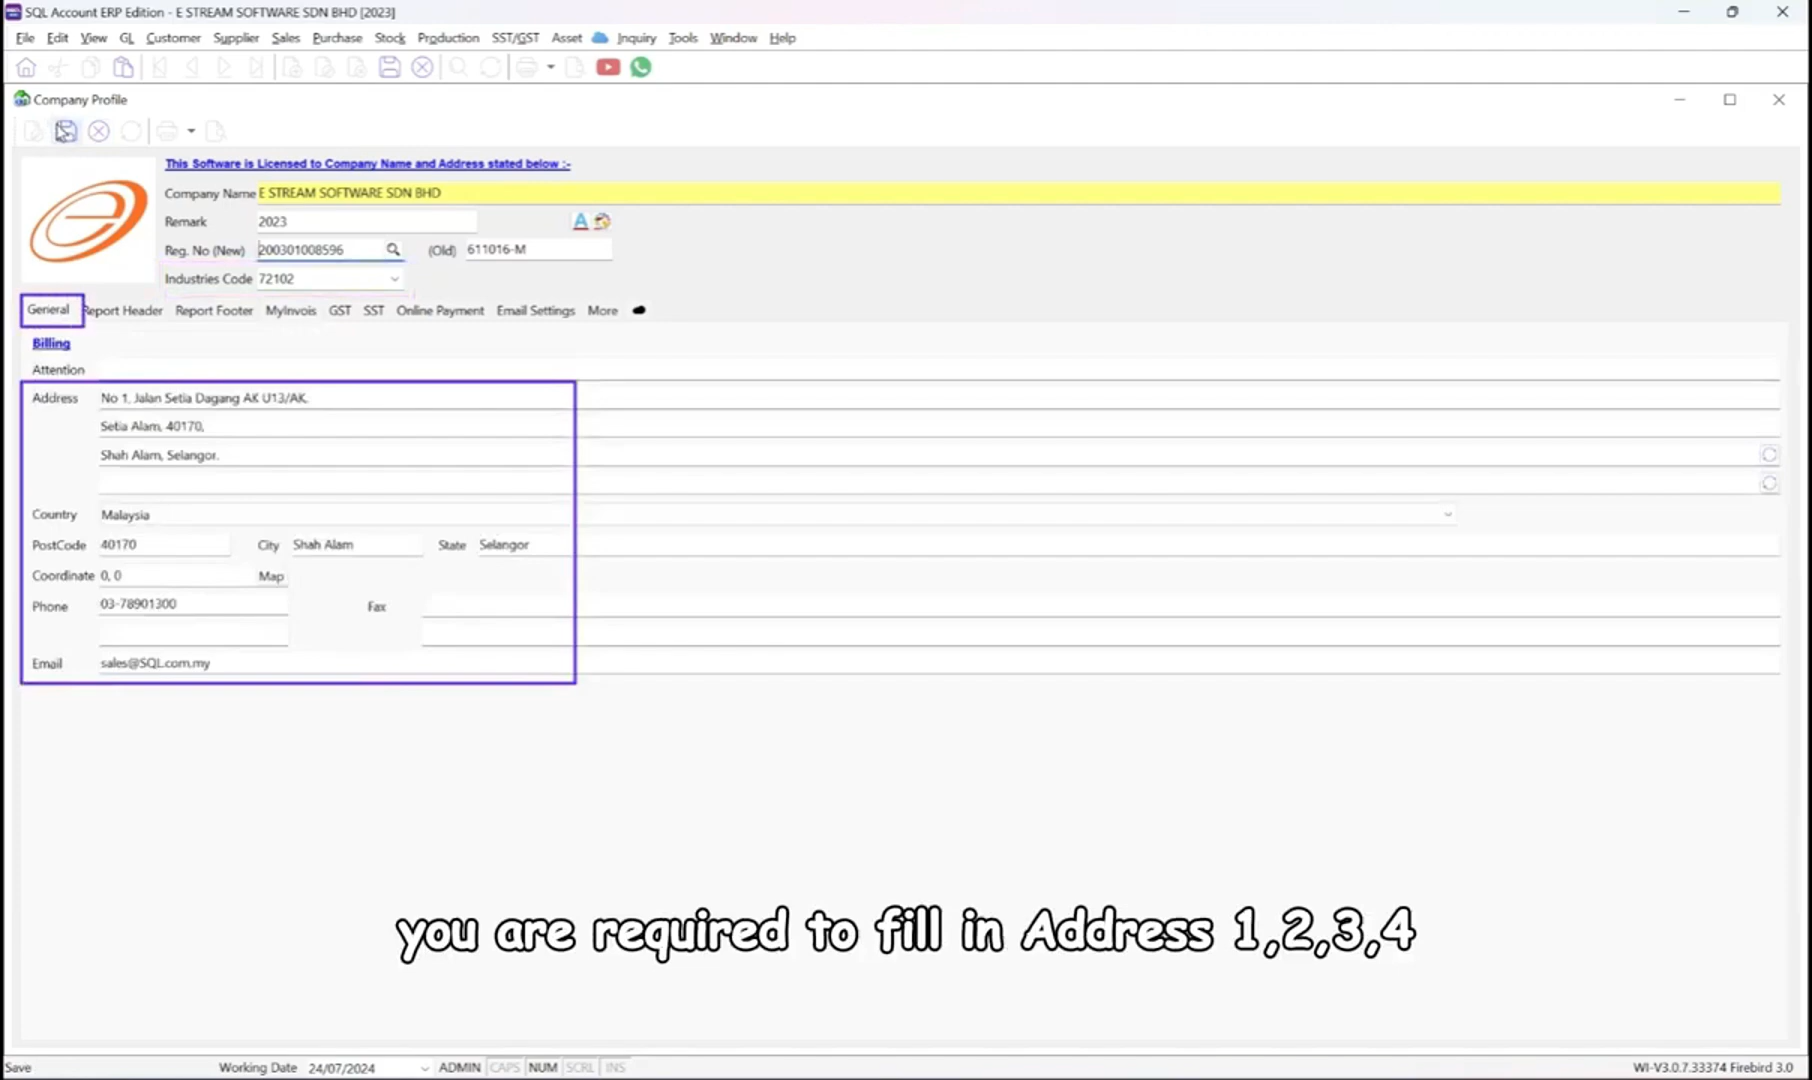 SQL Account ERP Edition - E STREAM SOFTWARE SDN BHD [2023]
File Edit View GL Customer Supplier Sales Purchase Stock Production SST/GST Asset Inquiry Tools Window Help
Company Profile
This Software is Licensed to Company Name and Address stated below :-
Company Name E STREAM SOFTWARE SDN BHD
Remark 2023
Reg. No (New) 200301008596 (Old) 611016-M
Industries Code 72102
General Report Header Report Footer MyInvois GST SST Online Payment Email Settings More
Billing
Attention
Address No 1, Jalan Setia Dagang AK U13/AK,
Setia Alam, 40170,
Shah Alam, Selangor.
Country Malaysia
PostCode 40170 City Shah Alam State Selangor
Coordinate 0, 0 Map
Phone 03-78901300 Fax
Email sales@SQL.com.my
you are required to fill in Address 1,2,3,4
Save Working Date 24/07/2024 ADMIN CAPS NUM SCRL INS WI-V3.0.7.33374 Firebird 3.0